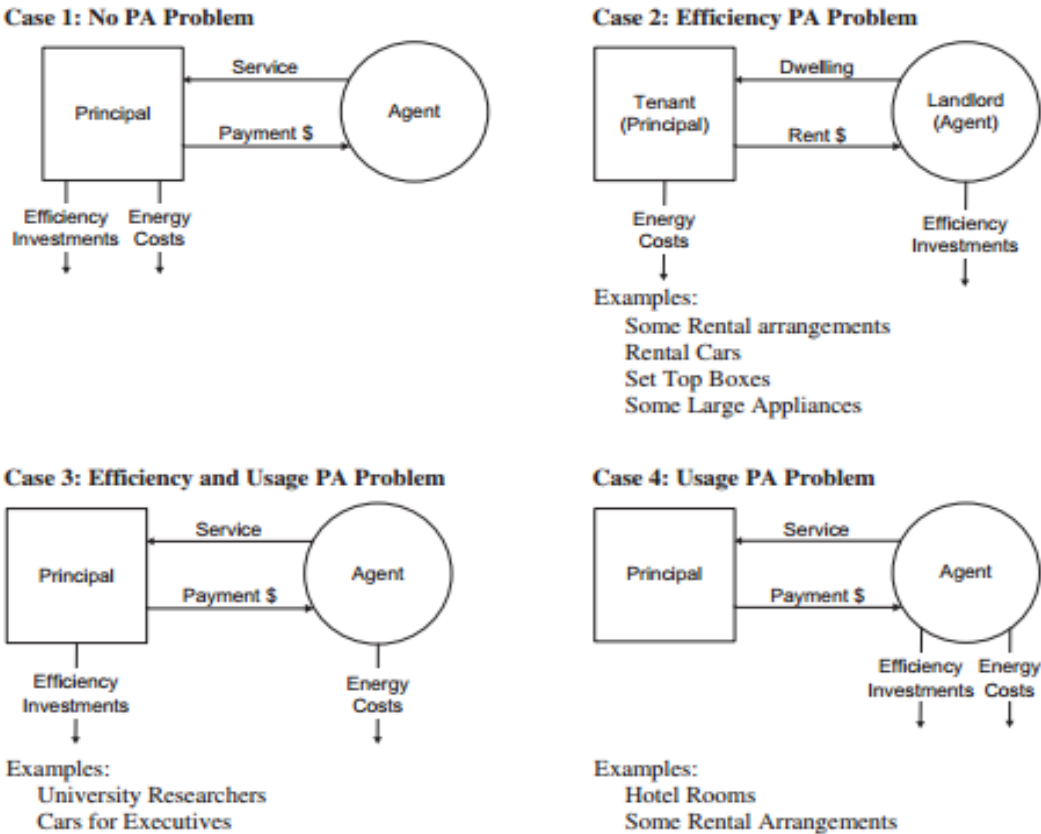 Case 1: No PA Problem
Service
Principal
Agent
Payment $
Efficiency Investments
Energy Costs
Case 2: Efficiency PA Problem
Dwelling
Tenant
(Principal)
Landlord
(Agent)
Rent $
Energy
Costs
Efficiency
Investments
Examples:
Some Rental arrangements
Rental Cars
Set Top Boxes
Some Large Appliances
Case 3: Efficiency and Usage PA Problem
Service
Principal
Agent
Payment $
Efficiency
Investments
Energy
Costs
Examples:
University Researchers
Cars for Executives
Case 4: Usage PA Problem
Service
Principal
Agent
Payment $
Efficiency Investments
Energy Costs
Examples:
Hotel Rooms
Some Rental Arrangements